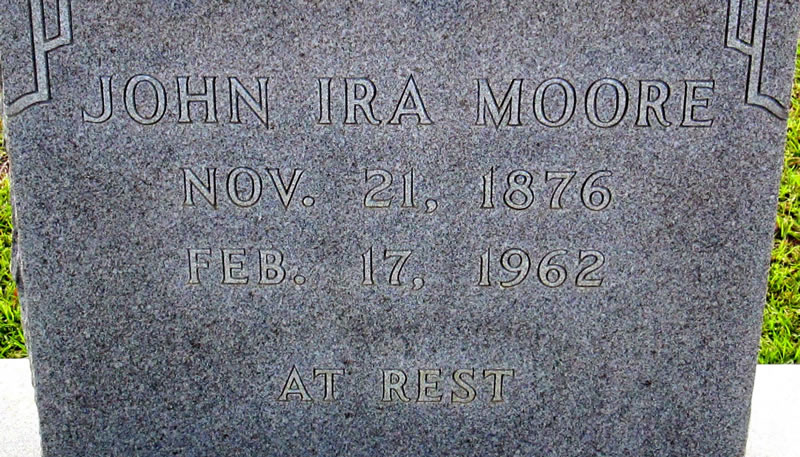 JOHN IRA MOORE
NOV. 21, 1876
FEB. 17, 1962
AT REST